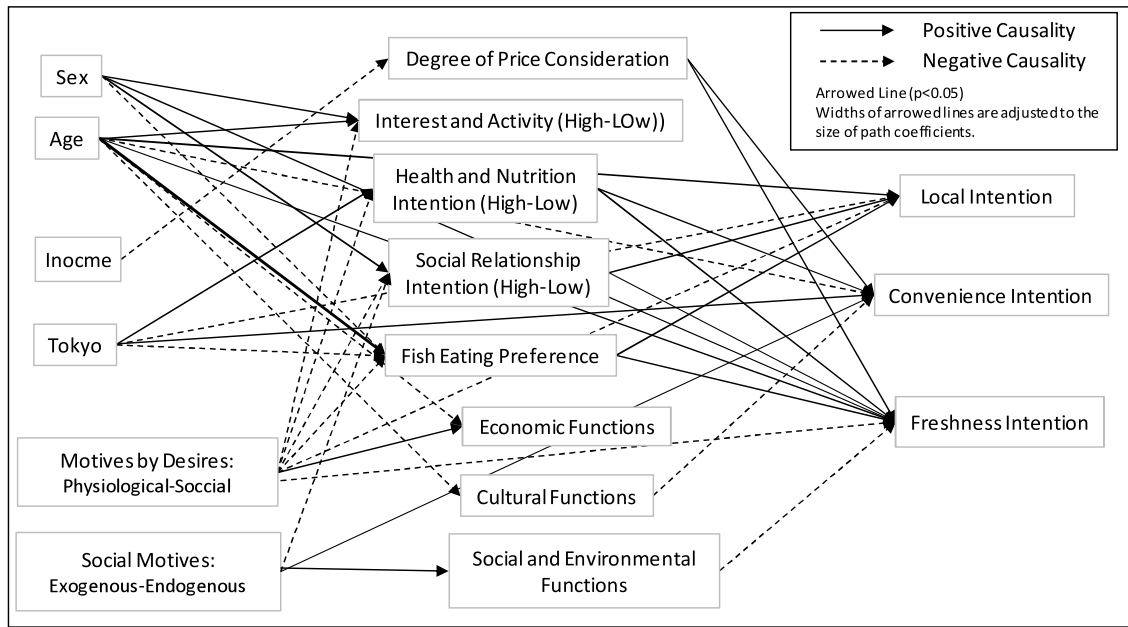 Positive Causality
Negative Causality
Arrowed Line (p<0.05)
Widths of arrowed lines are adjusted to the
size of path coefficients.
Sex
Age
Inocme
Tokyo
Motives by Desires:
Physiological-Soccial
Social Motives:
Exogenous-Endogenous
Degree of Price Consideration
Interest and Activity (High-LOw))
Health and Nutrition
Intention (High-Low)
Social Relationship
Intention (High-Low)
Fish Eating Preference
Economic Functions
Cultural Functions
Social and Environmental
Functions
Local Intention
Convenience Intention
Freshness Intention